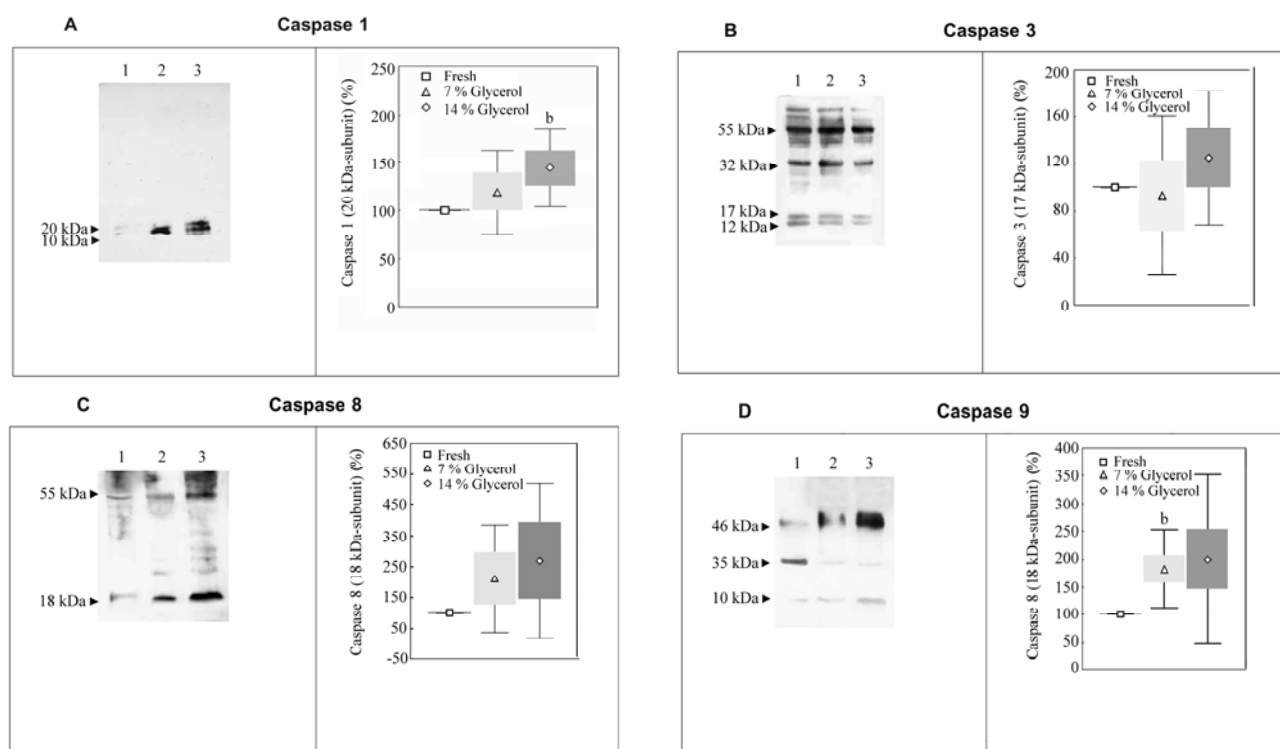 A
Caspase 1
1 2 3
20 kDa
10 kDa
Caspase 1 (20 kDa-subunit) (%)
250
200
150
100
50
0
Fresh
7 % Glycerol
14 % Glycerol
b
B
Caspase 3
1 2 3
55 kDa
32 kDa
17 kDa
12 kDa
Caspase 3 (17 kDa-subunit) (%)
200
160
120
80
40
0
Fresh
7 % Glycerol
14 % Glycerol
C
Caspase 8
1 2 3
55 kDa
18 kDa
Caspase 8 (18 kDa-subunit) (%)
650
550
450
350
250
150
50
-50
Fresh
7 % Glycerol
14 % Glycerol
D
Caspase 9
1 2 3
46 kDa
35 kDa
10 kDa
Caspase 8 (18 kDa-subunit) (%)
400
350
300
250
200
150
100
50
0
Fresh
7 % Glycerol
14 % Glycerol
b